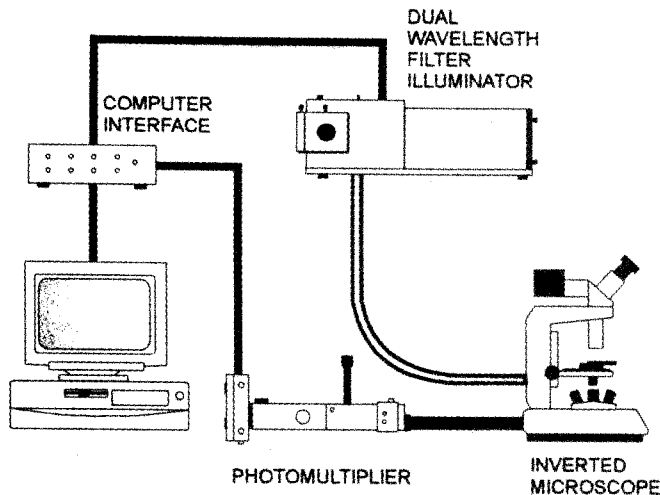 DUAL
WAVELENGTH
FILTER
ILLUMINATOR
COMPUTER
INTERFACE
PHOTOMULTIPLIER
INVERTED
MICROSCOPE